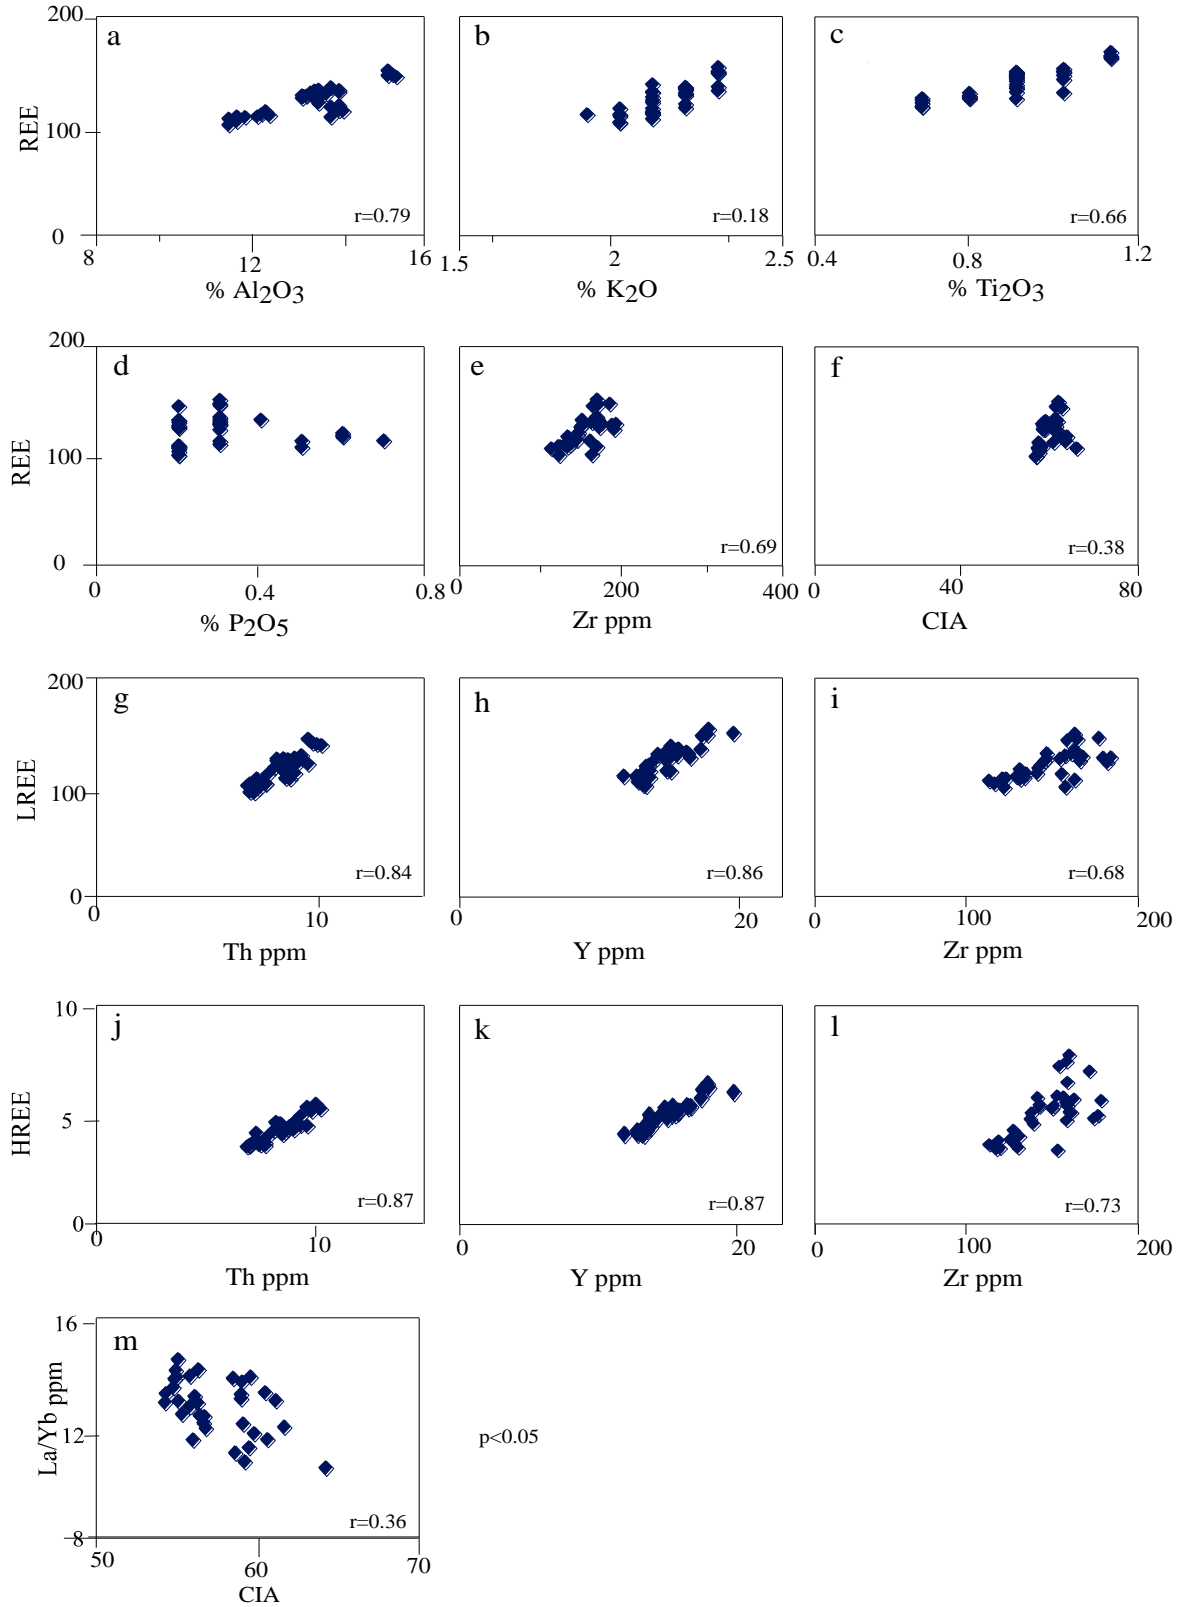 200
a
b
c
REE
100
r=0.79
r=0.18
r=0.66
0
8
12
16
1.5
2
2.5
0.4
0.8
1.2
% Al2O3
% K2O
% Ti2O3
200
d
e
f
REE
100
r=0.69
r=0.38
0
0
0.4
0.8
0
200
400
0
40
80
% P2O5
Zr ppm
CIA
200
g
h
i
LREE
100
r=0.84
r=0.86
r=0.68
0
0
10
0
20
0
100
200
Th ppm
Y ppm
Zr ppm
10
j
k
l
HREE
5
r=0.87
r=0.87
r=0.73
0
0
10
0
20
0
100
200
Th ppm
Y ppm
Zr ppm
16
m
La/Yb ppm
12
p<0.05
r=0.36
8
50
60
70
CIA